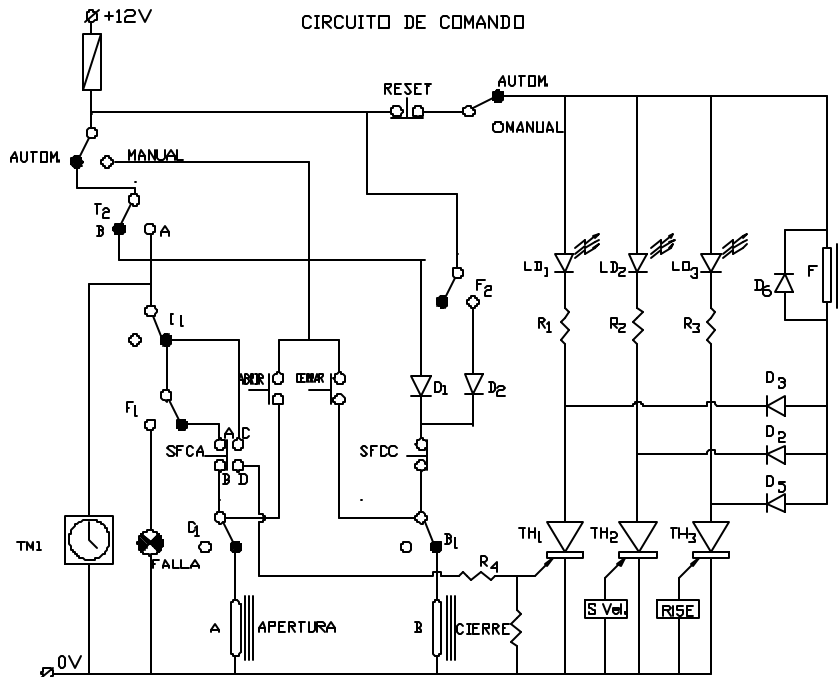 +12V
CIRCUITO DE COMANDO
RESET
AUTOM.
MANUAL
AUTOM.
MANUAL
T2
B
A
LD1
LD2
LD3
D6
F
F2
C1
R1
R2
R3
ABRIR
CERRAR
D1
D2
D3
F1
A
C
SFCA
SFDC
D2
B
D
D5
D1
B1
TH1
TH2
TH3
TM1
FALLA
R4
A
APERTURA
B
CIERRE
S Vel.
RISE
0V